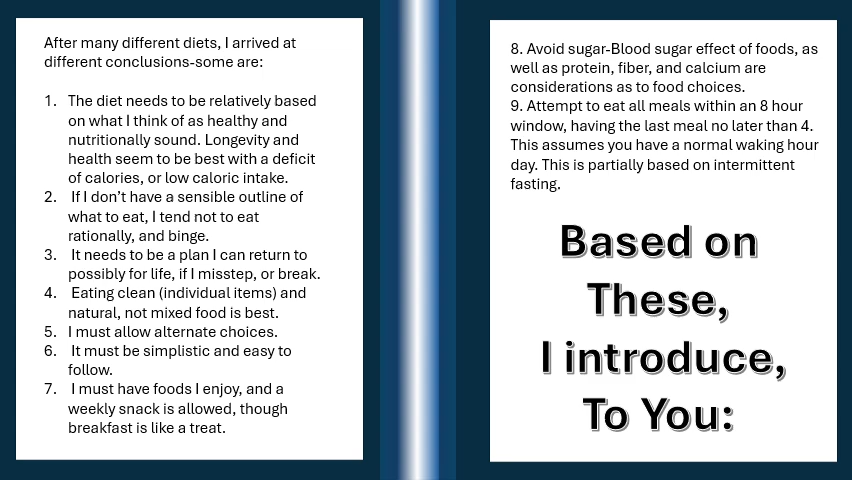 After many different diets, I arrived at
different conclusions-some are:
1. The diet needs to be relatively based
on what I think of as healthy and
nutritionally sound. Longevity and
health seem to be best with a deficit
of calories, or low caloric intake.
2. If I don’t have a sensible outline of
what to eat, I tend not to eat
rationally, and binge.
3. It needs to be a plan I can return to
possibly for life, if I misstep, or break.
4. Eating clean (individual items) and
natural, not mixed food is best.
5. I must allow alternate choices.
6. It must be simplistic and easy to
follow.
7. I must have foods I enjoy, and a
weekly snack is allowed, though
breakfast is like a treat.
8. Avoid sugar-Blood sugar effect of foods, as
well as protein, fiber, and calcium are
considerations as to food choices.
9. Attempt to eat all meals within an 8 hour
window, having the last meal no later than 4.
This assumes you have a normal waking hour
day. This is partially based on intermittent
fasting.
Based on
These,
I introduce,
To You: